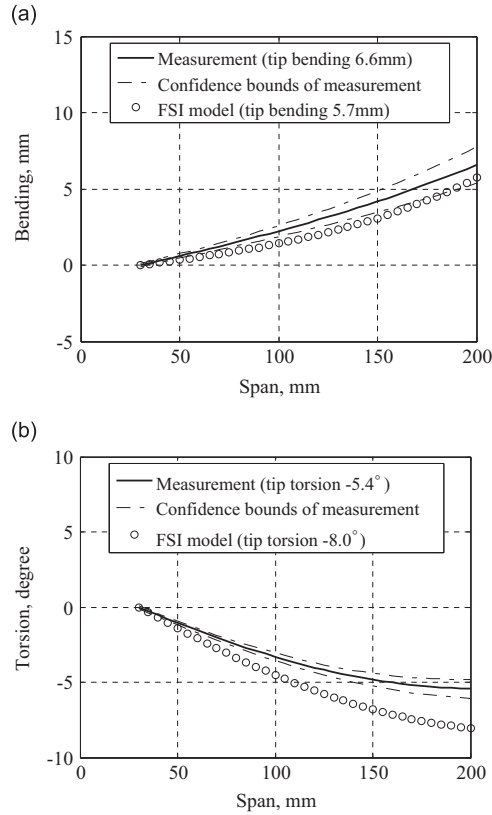 (a)
15
10
5
0
-5
Bending, mm
Measurement (tip bending 6.6mm)
Confidence bounds of measurement
FSI model (tip bending 5.7mm)
0
50
100
150
200
Span, mm
(b)
10
5
0
-5
-10
Torsion, degree
Measurement (tip torsion -5.4°)
Confidence bounds of measurement
FSI model (tip torsion -8.0°)
0
50
100
150
200
Span, mm